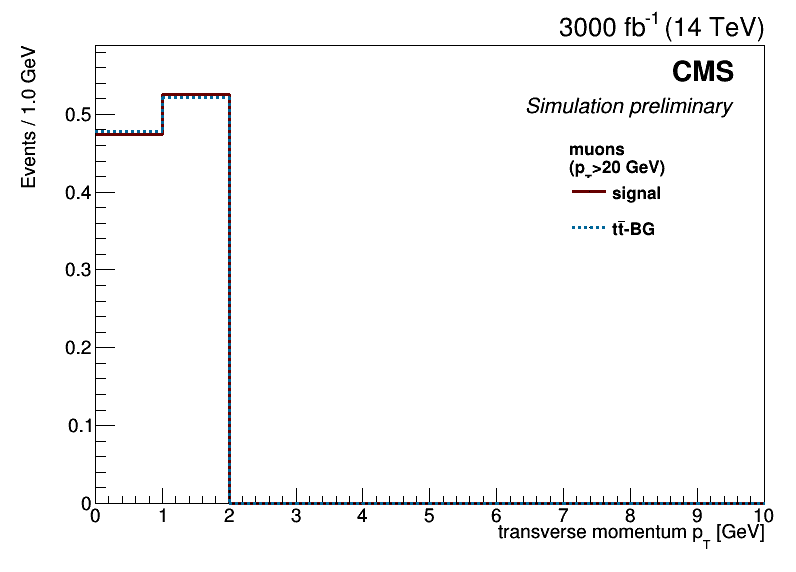 3000 fb⁻¹ (14 TeV)
CMS
Simulation preliminary
muons
(p_T>20 GeV)
signal
tt̄-BG
Events / 1.0 GeV
0.5
0.4
0.3
0.2
0.1
0
0 1 2 3 4 5 6 7 8 9 10
transverse momentum p_T [GeV]